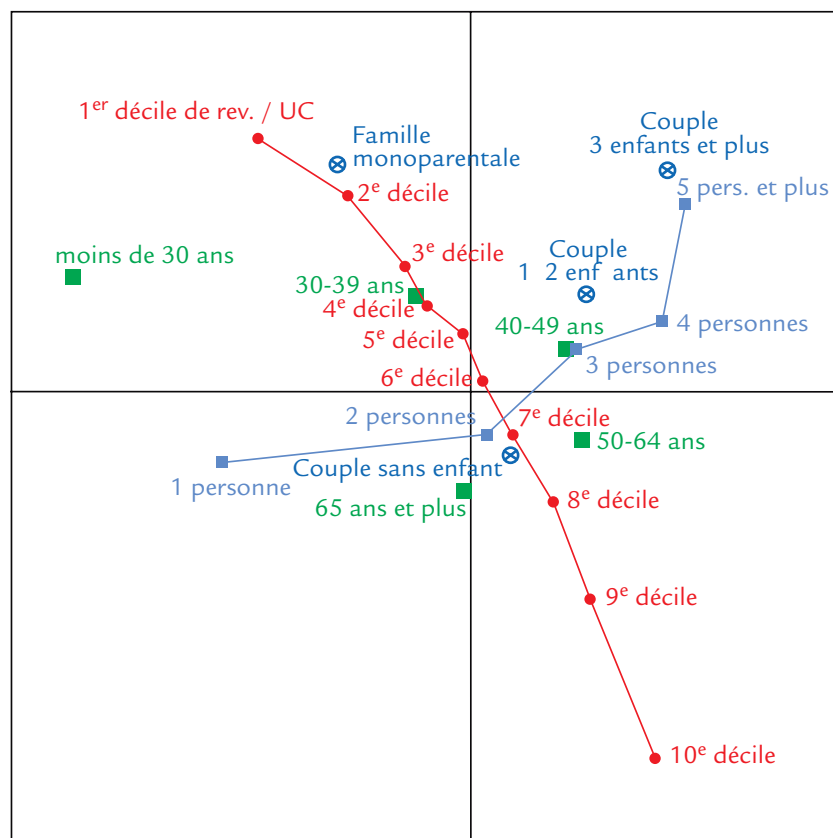 1er décile de rev. / UC
Famille
monoparentale
Couple
3 enfants et plus
5 pers. et plus
2e décile
moins de 30 ans
3e décile
Couple
1 2 enf ants
30-39 ans
4e décile
40-49 ans
4 personnes
5e décile
3 personnes
6e décile
2 personnes
7e décile
50-64 ans
Couple sans enfant
1 personne
65 ans et plus
8e décile
9e décile
10e décile